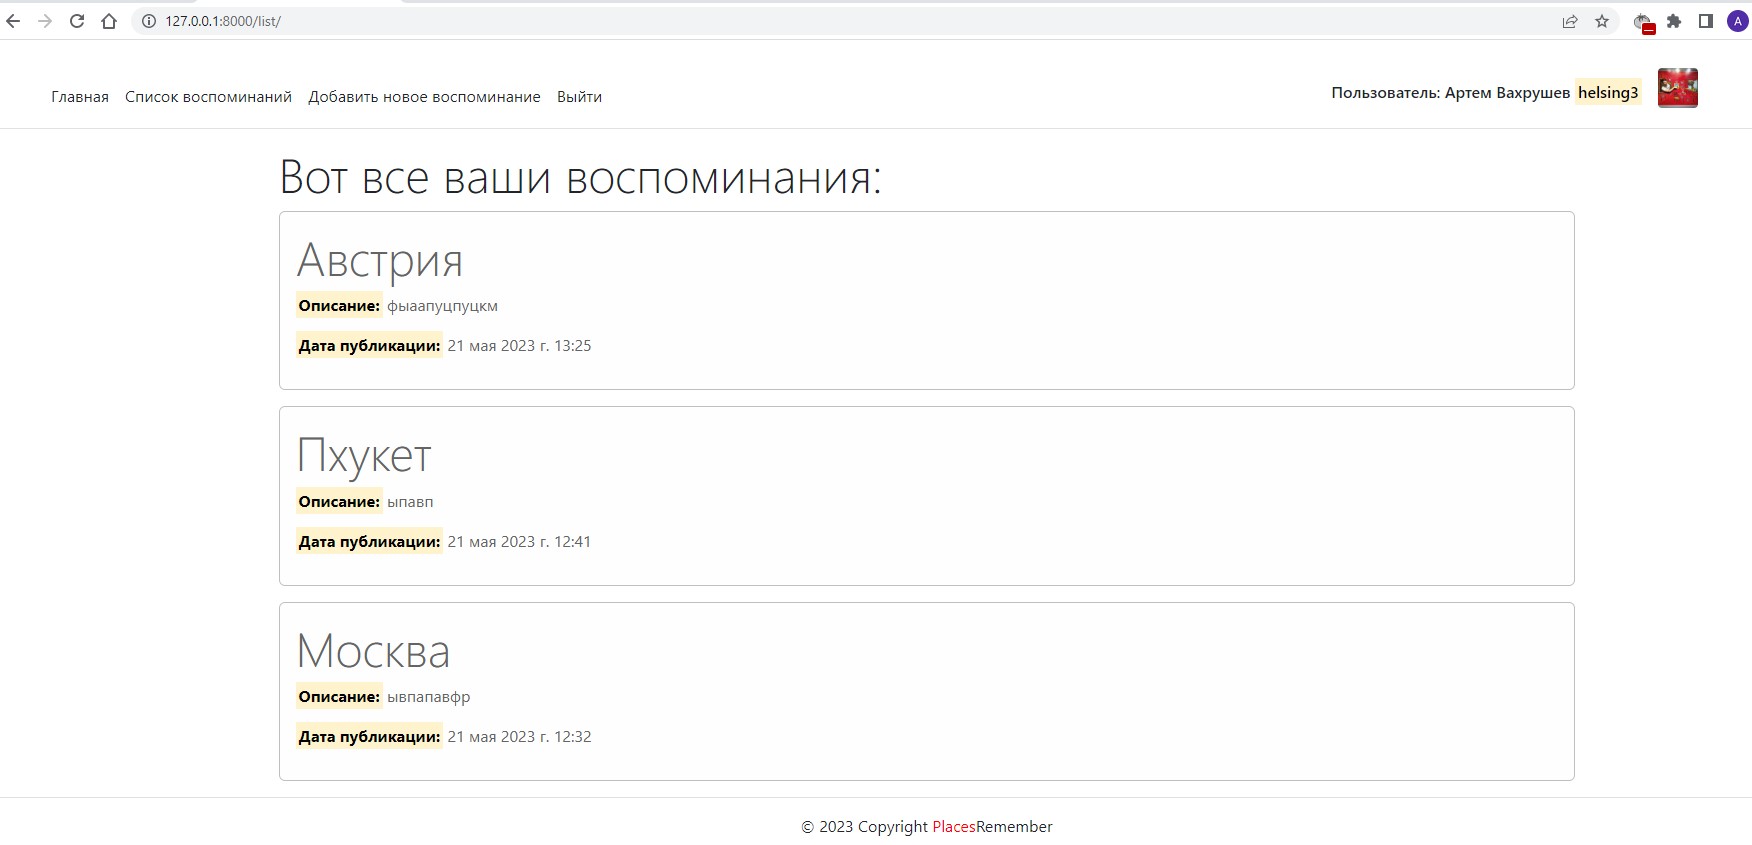 127.0.0.1:8000/list/
A
Главная Список воспоминаний Добавить новое воспоминание Выйти
Пользователь: Артем Вахрушев helsing3
Вот все ваши воспоминания:
Австрия
Описание: фыаапуцпуцкм
Дата публикации: 21 мая 2023 г. 13:25
Пхукет
Описание: ыпавп
Дата публикации: 21 мая 2023 г. 12:41
Москва
Описание: ывпапавфр
Дата публикации: 21 мая 2023 г. 12:32
© 2023 Copyright PlacesRemember